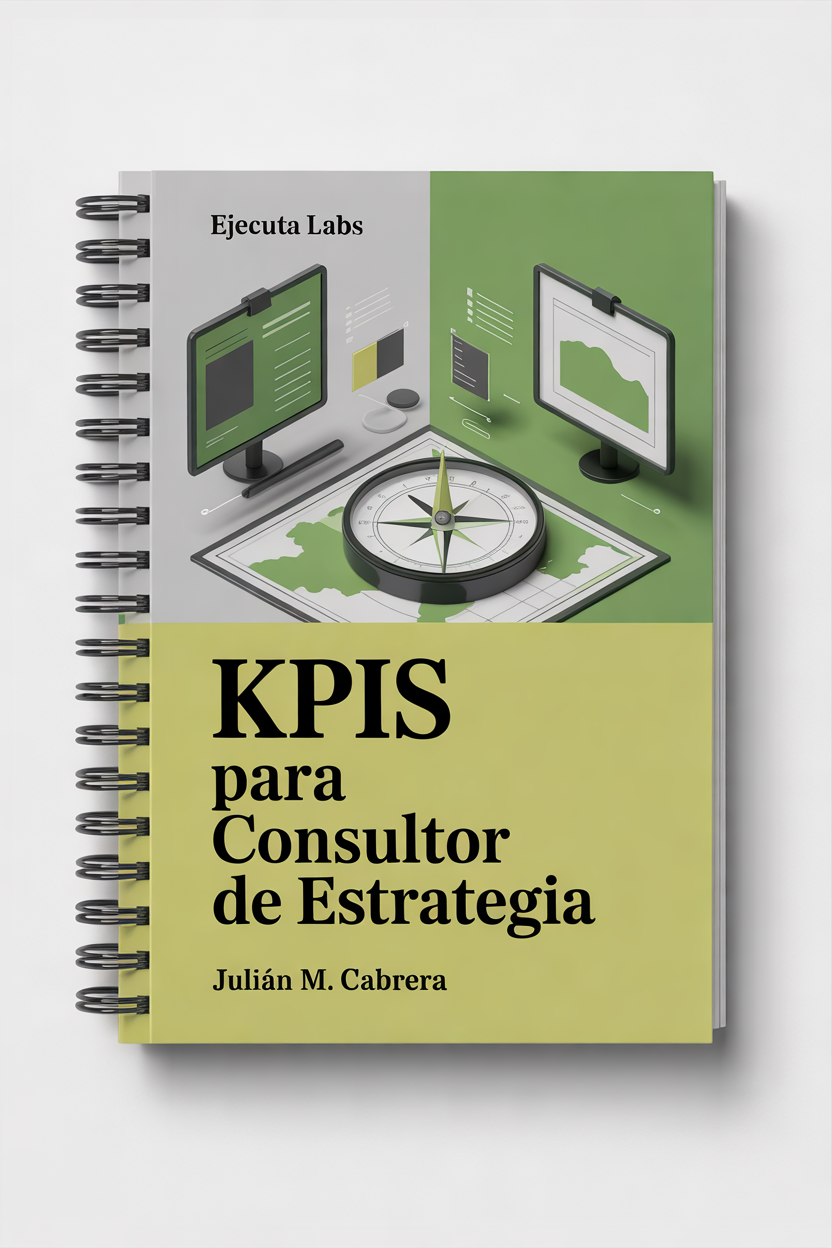 Ejecuta Labs
KPIS
para
Consultor
de Estrategia
Julián M. Cabrera